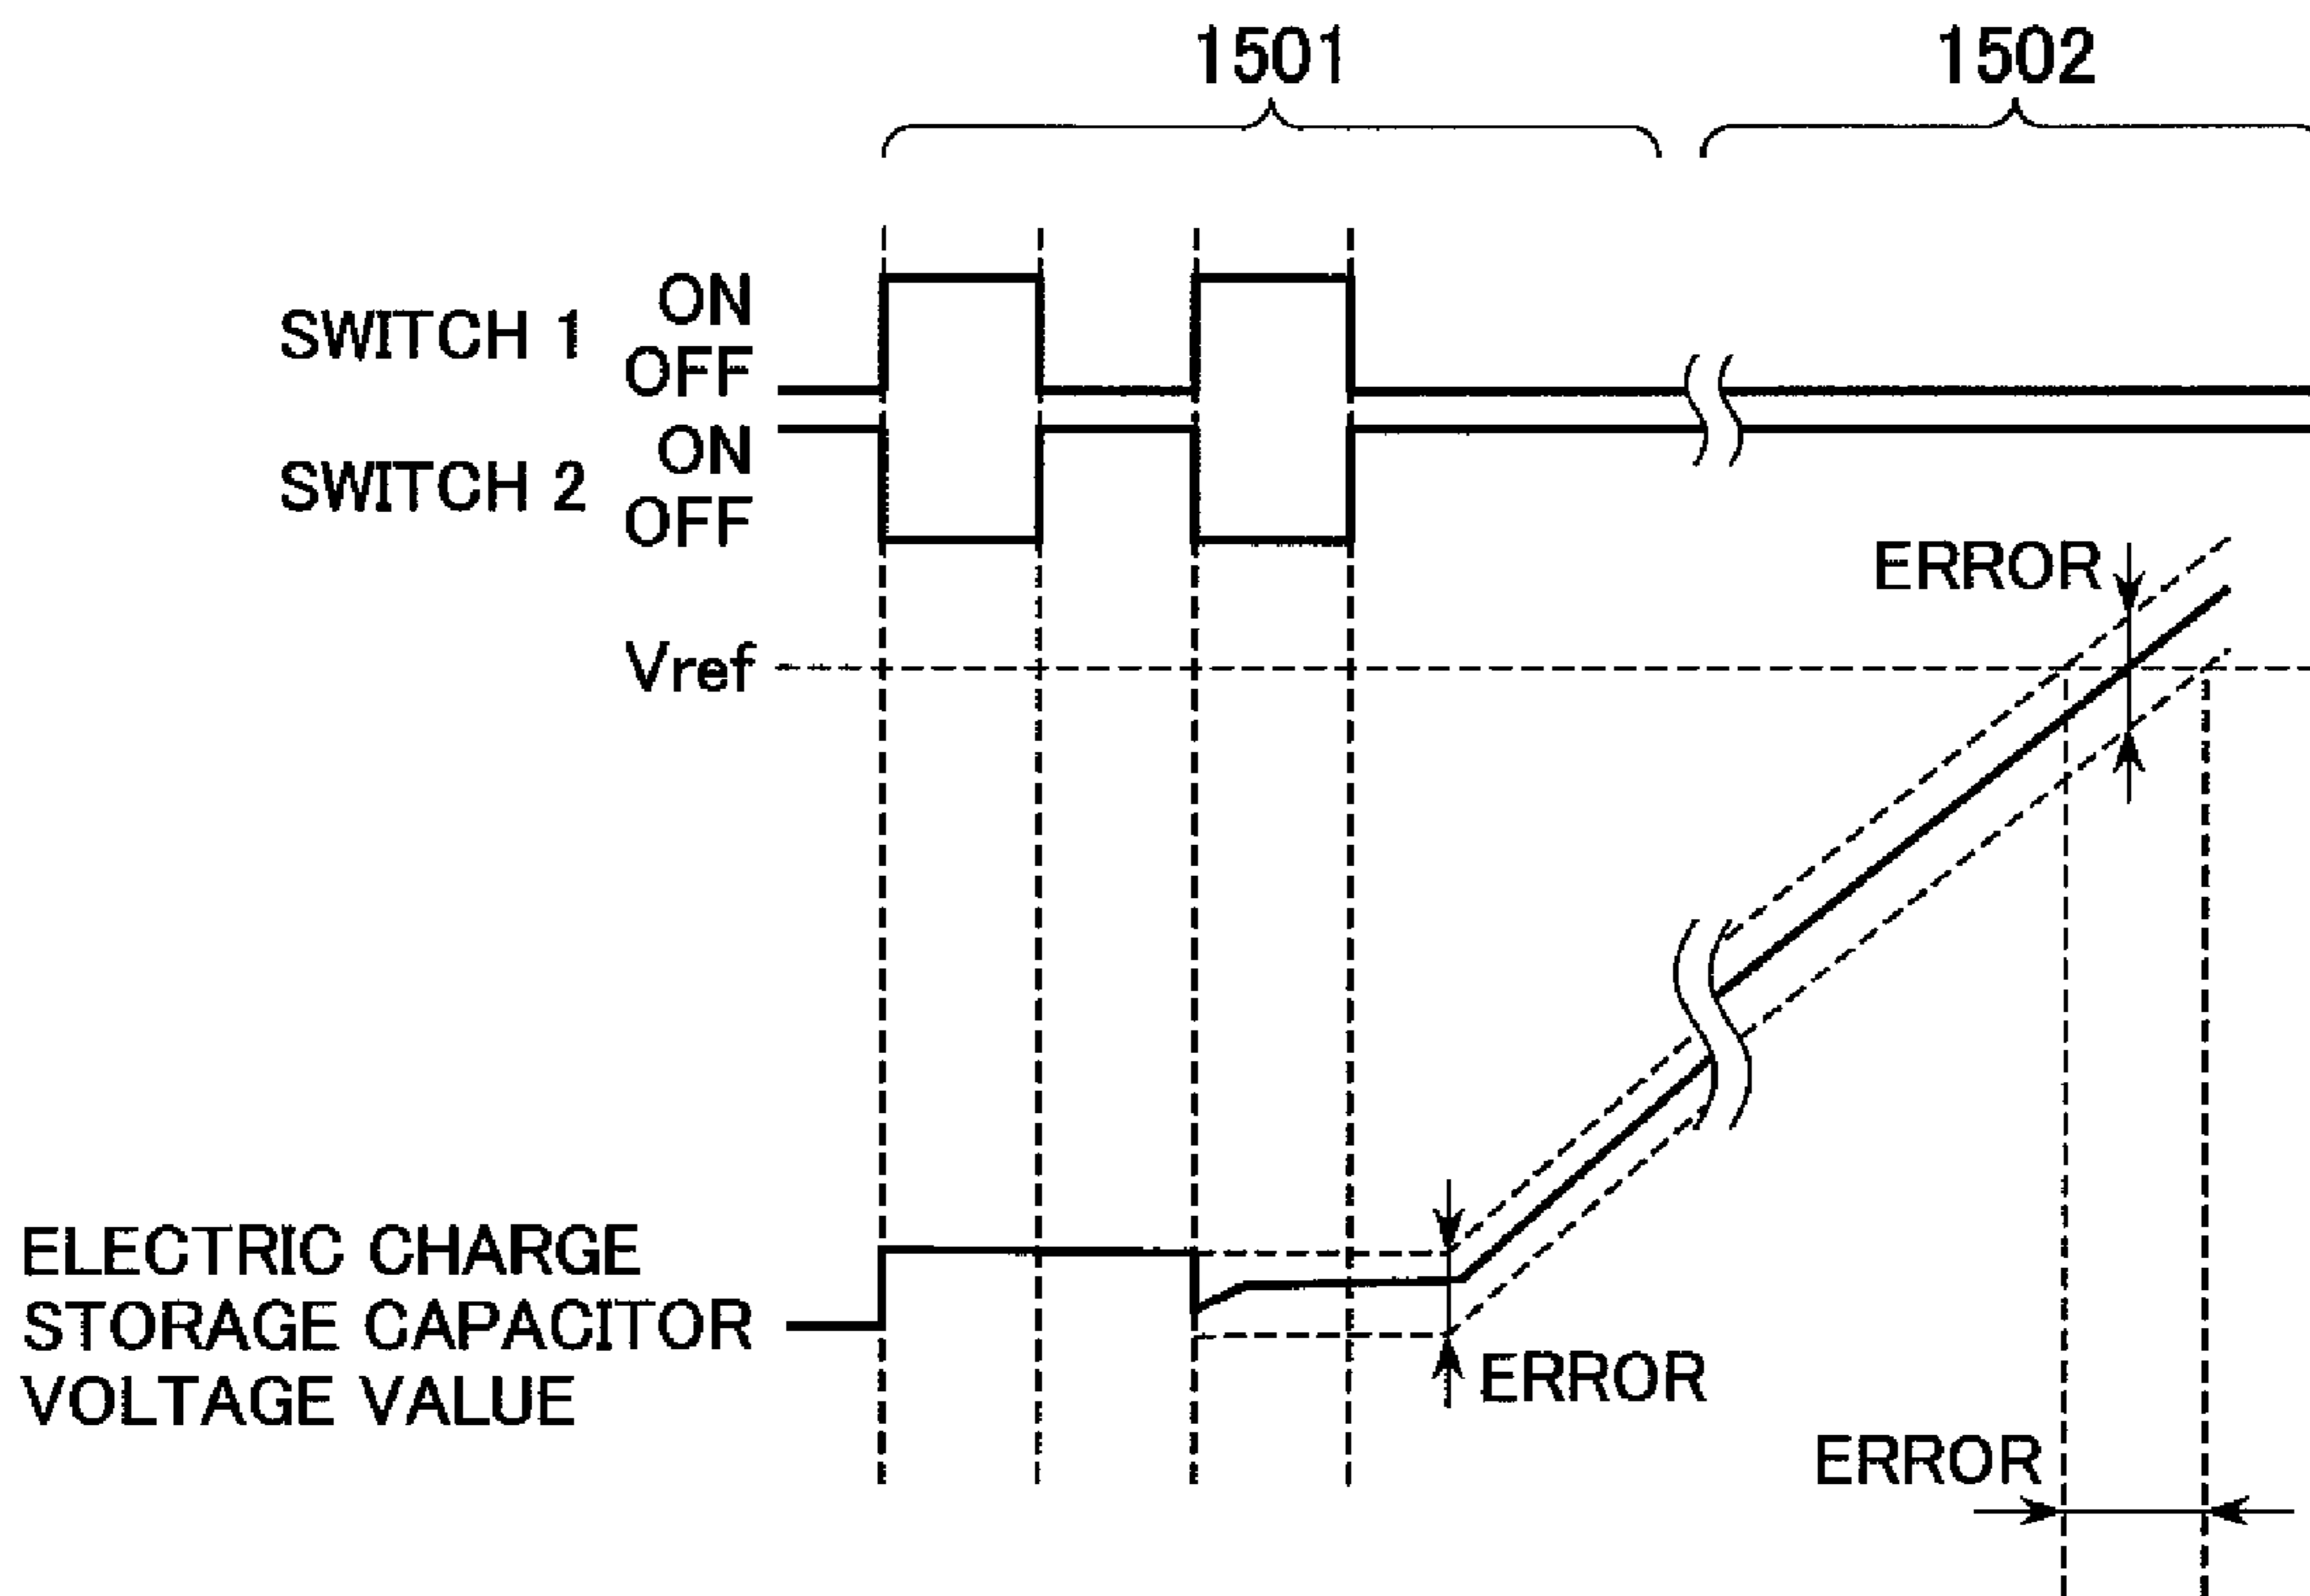 1501
1502
SWITCH 1
ON
OFF
SWITCH 2
ON
OFF
ERROR
Vref
ELECTRIC CHARGE
STORAGE CAPACITOR
VOLTAGE VALUE
ERROR
ERROR